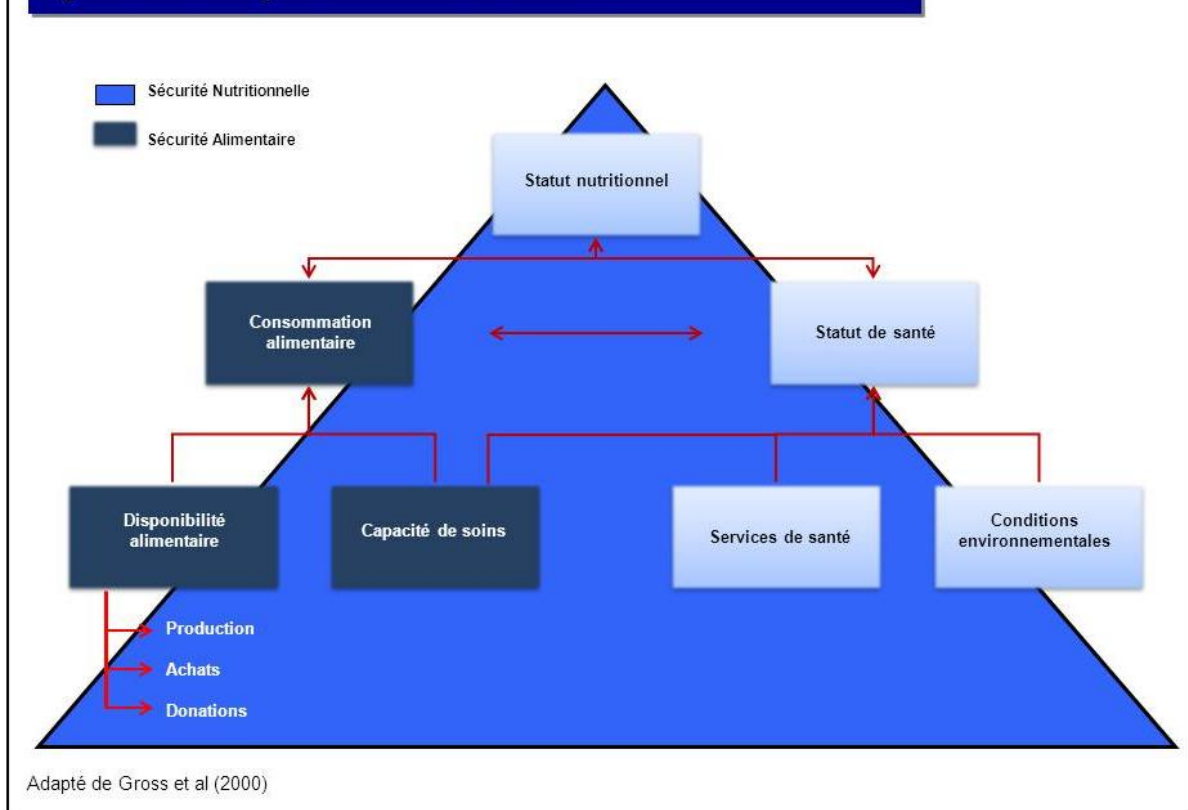 Sécurité Nutritionnelle
Sécurité Alimentaire
Statut nutritionnel
Consommation
alimentaire
Statut de santé
Disponibilité
alimentaire
Capacité de soins
Services de santé
Conditions
environnementales
Production
Achats
Donations
Adapté de Gross et al (2000)